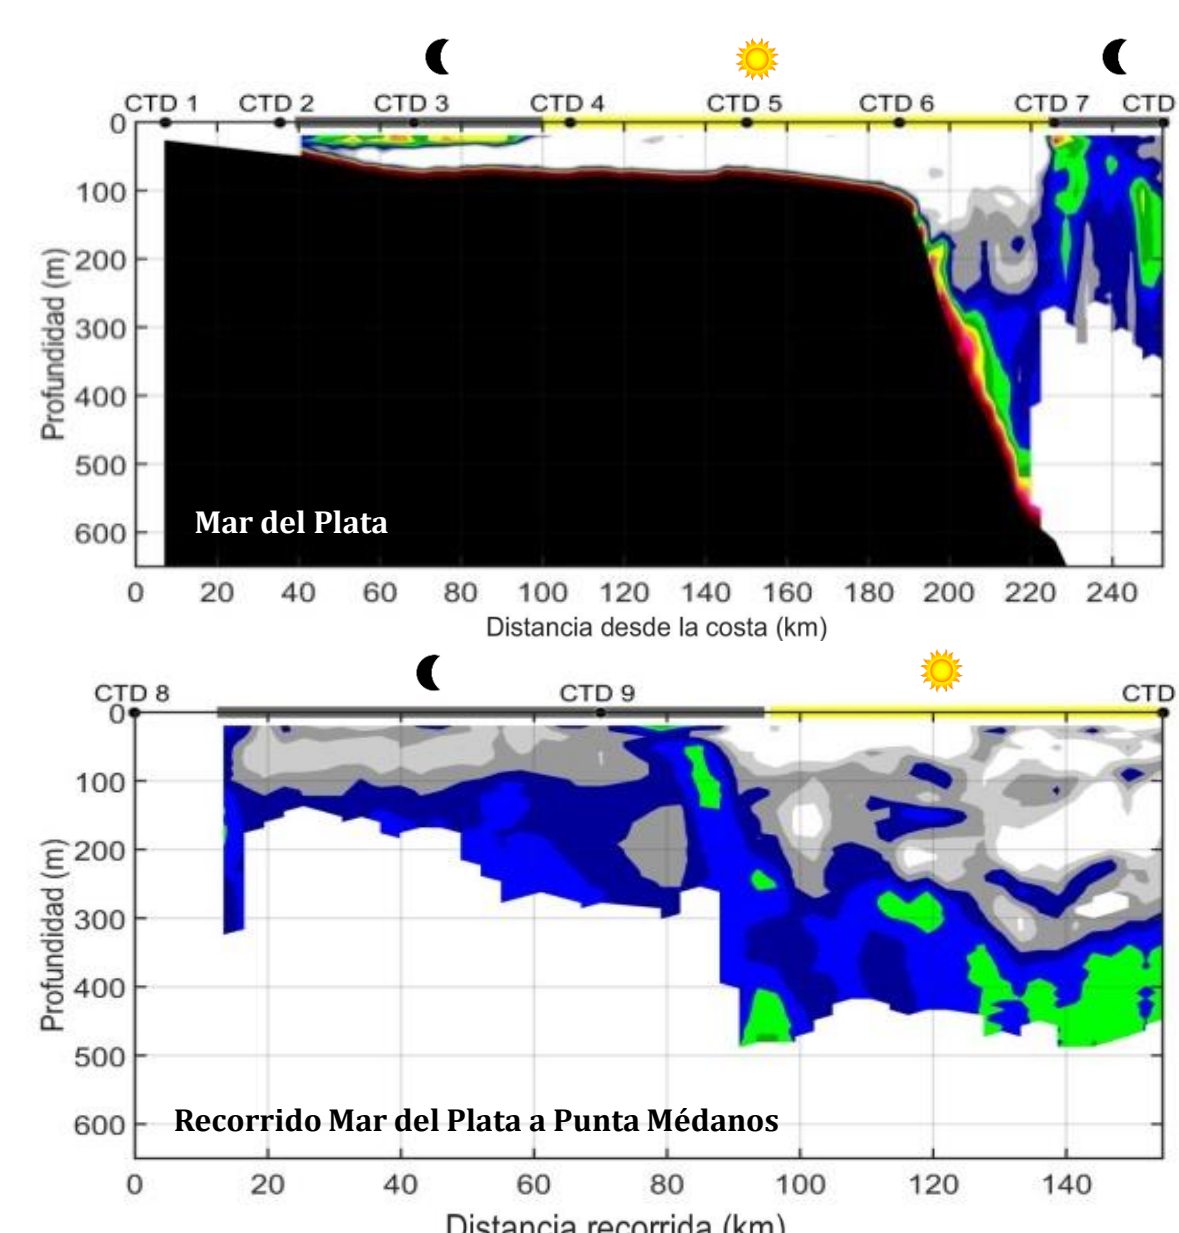 CTD 1 CTD 2 CTD 3 CTD 4 CTD 5 CTD 6 CTD 7 CTD
0
100
200
300
400
500
600
Profundidad (m)
Mar del Plata
0 20 40 60 80 100 120 140 160 180 200 220 240
Distancia desde la costa (km)
CTD 8 CTD 9 CTD
0
100
200
300
400
500
600
Profundidad (m)
Recorrido Mar del Plata a Punta Médanos
0 20 40 60 80 100 120 140
Distancia recorrida (km)